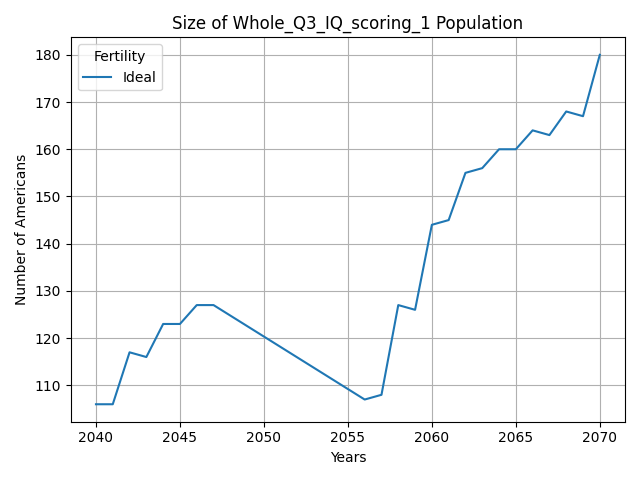 Size of Whole_Q3_IQ_scoring_1 Population
Fertility
Ideal
Number of Americans
180
170
160
150
140
130
120
110
2040 2045 2050 2055 2060 2065 2070
Years